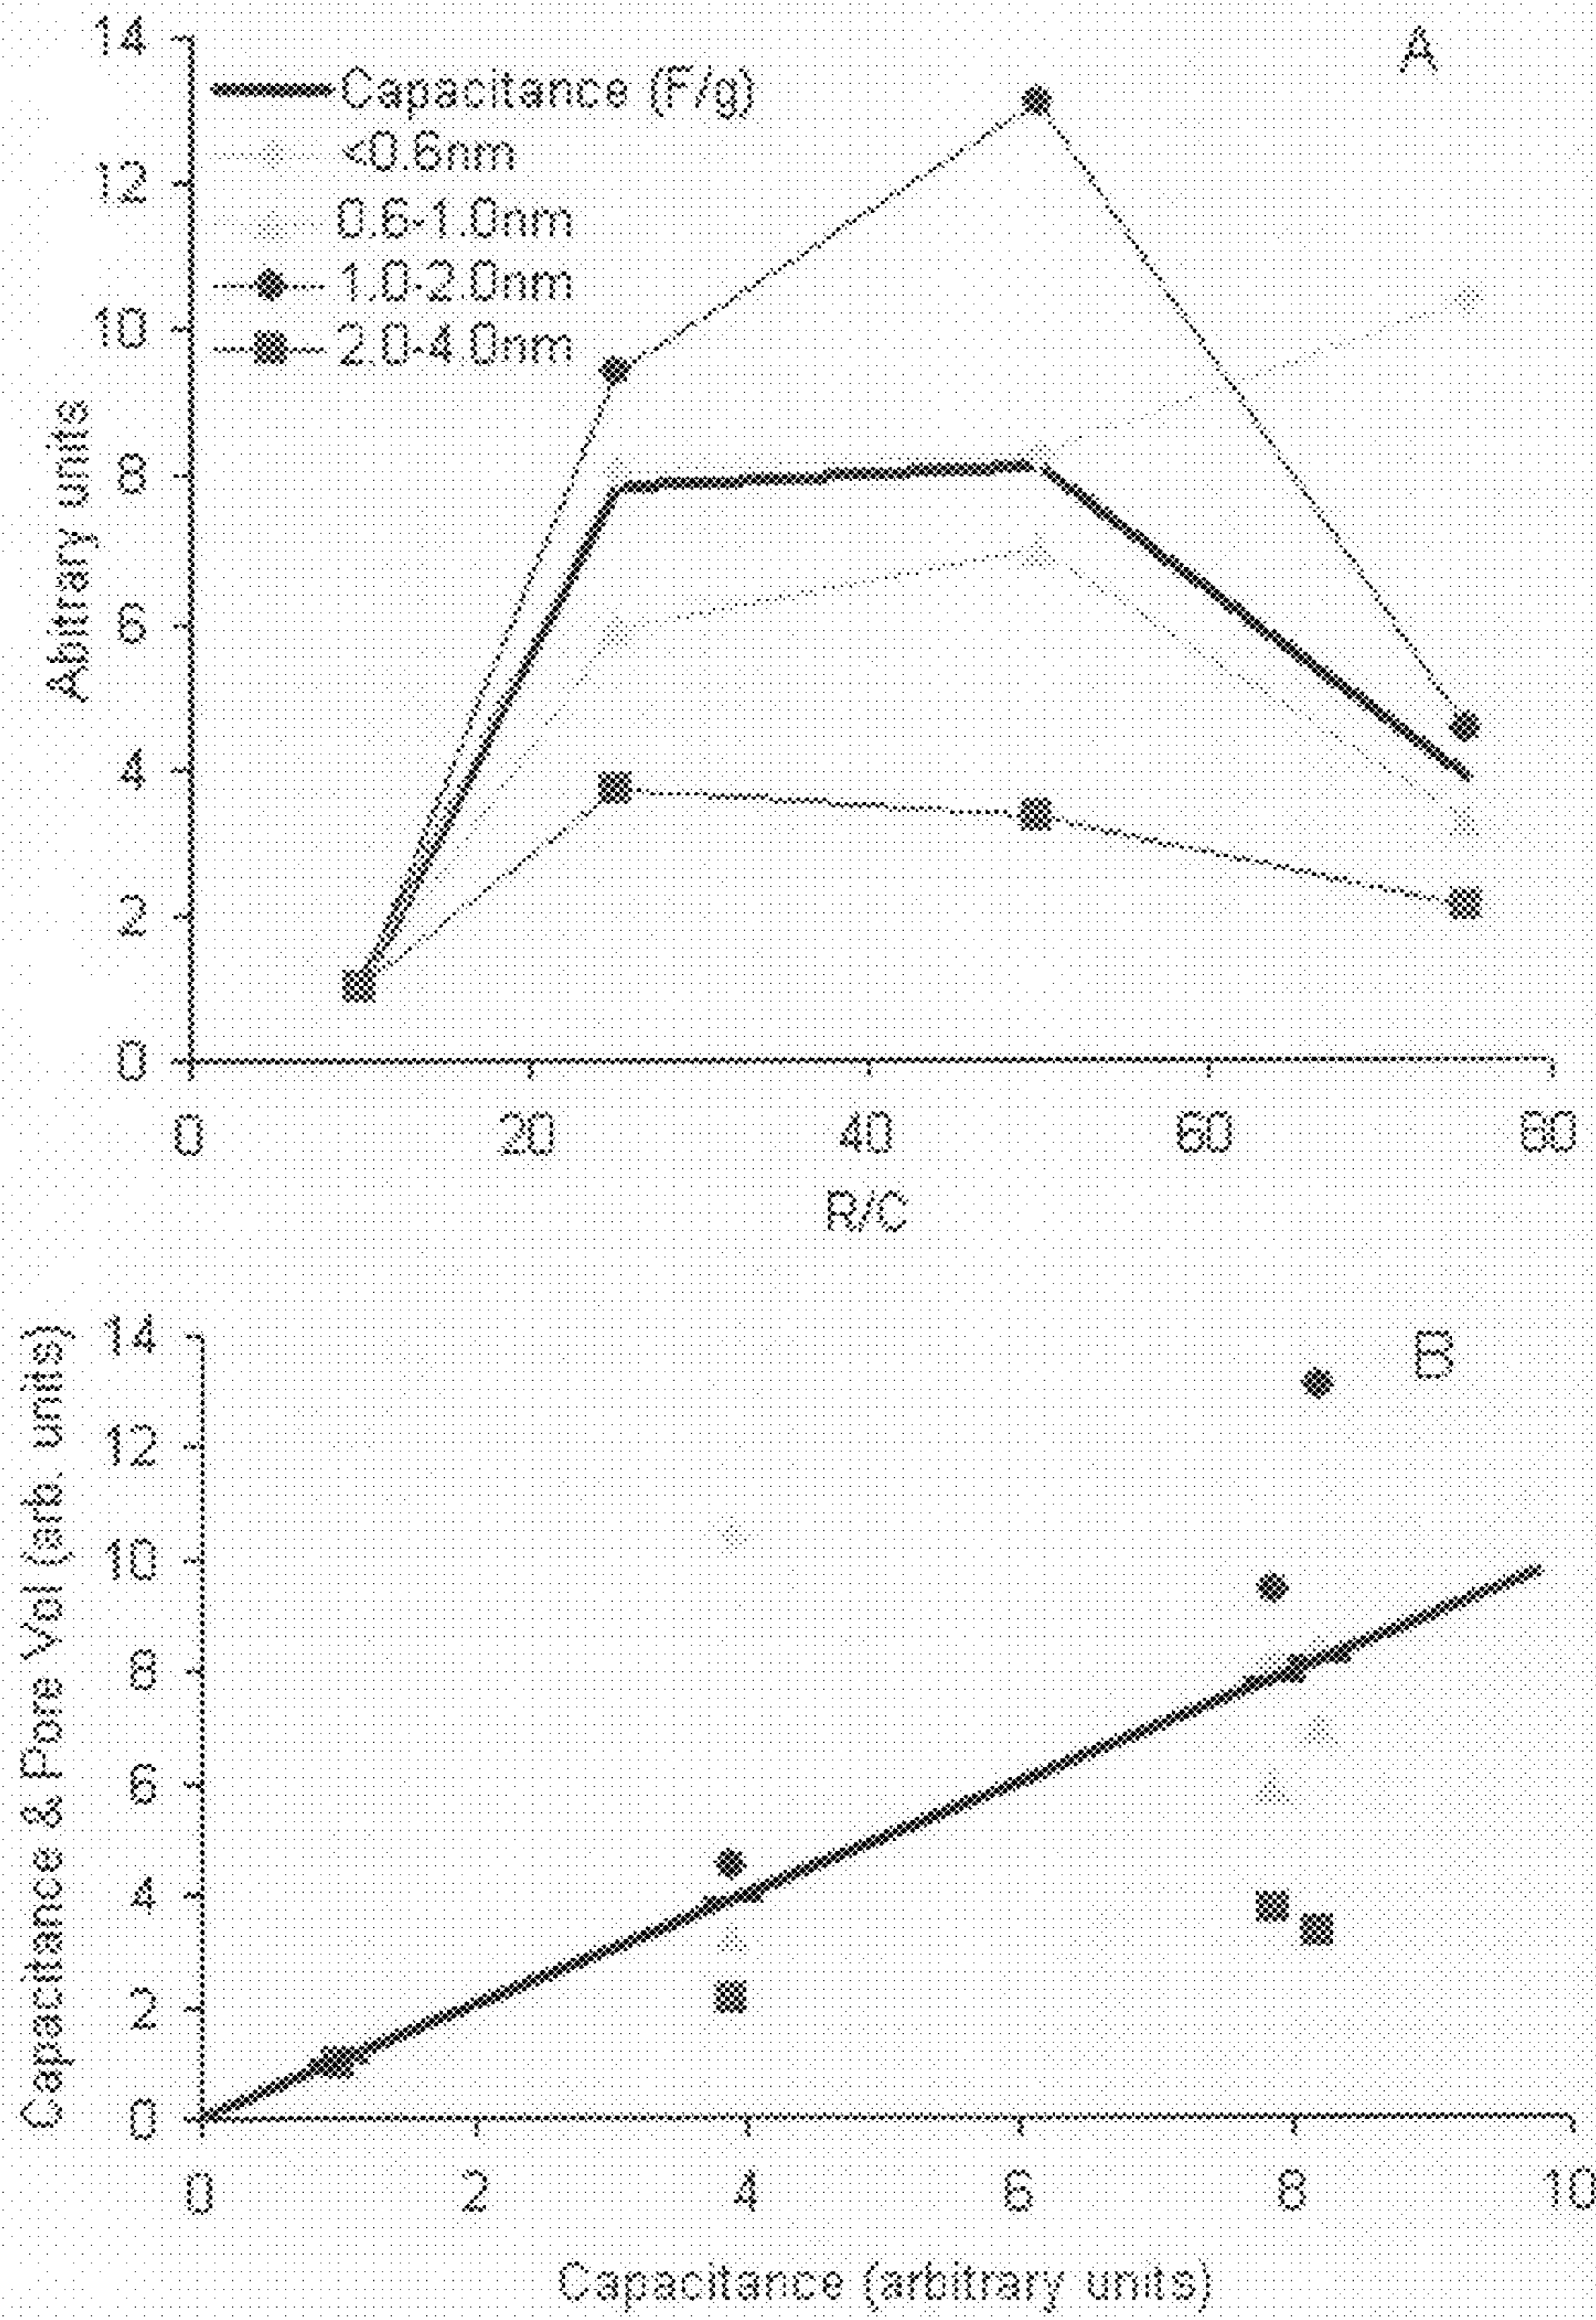 A
14
12
10
8
6
4
2
0
Abitrary units
Capacitance (F/g)
<0.6nm
0.6-1.0nm
1.0-2.0nm
2.0-4.0nm
0 20 40 60 80
R/C
B
14
12
10
8
6
4
2
0
Capacitance & Pore Vol (arb. units)
0 2 4 6 8 10
Capacitance (arbitrary units)